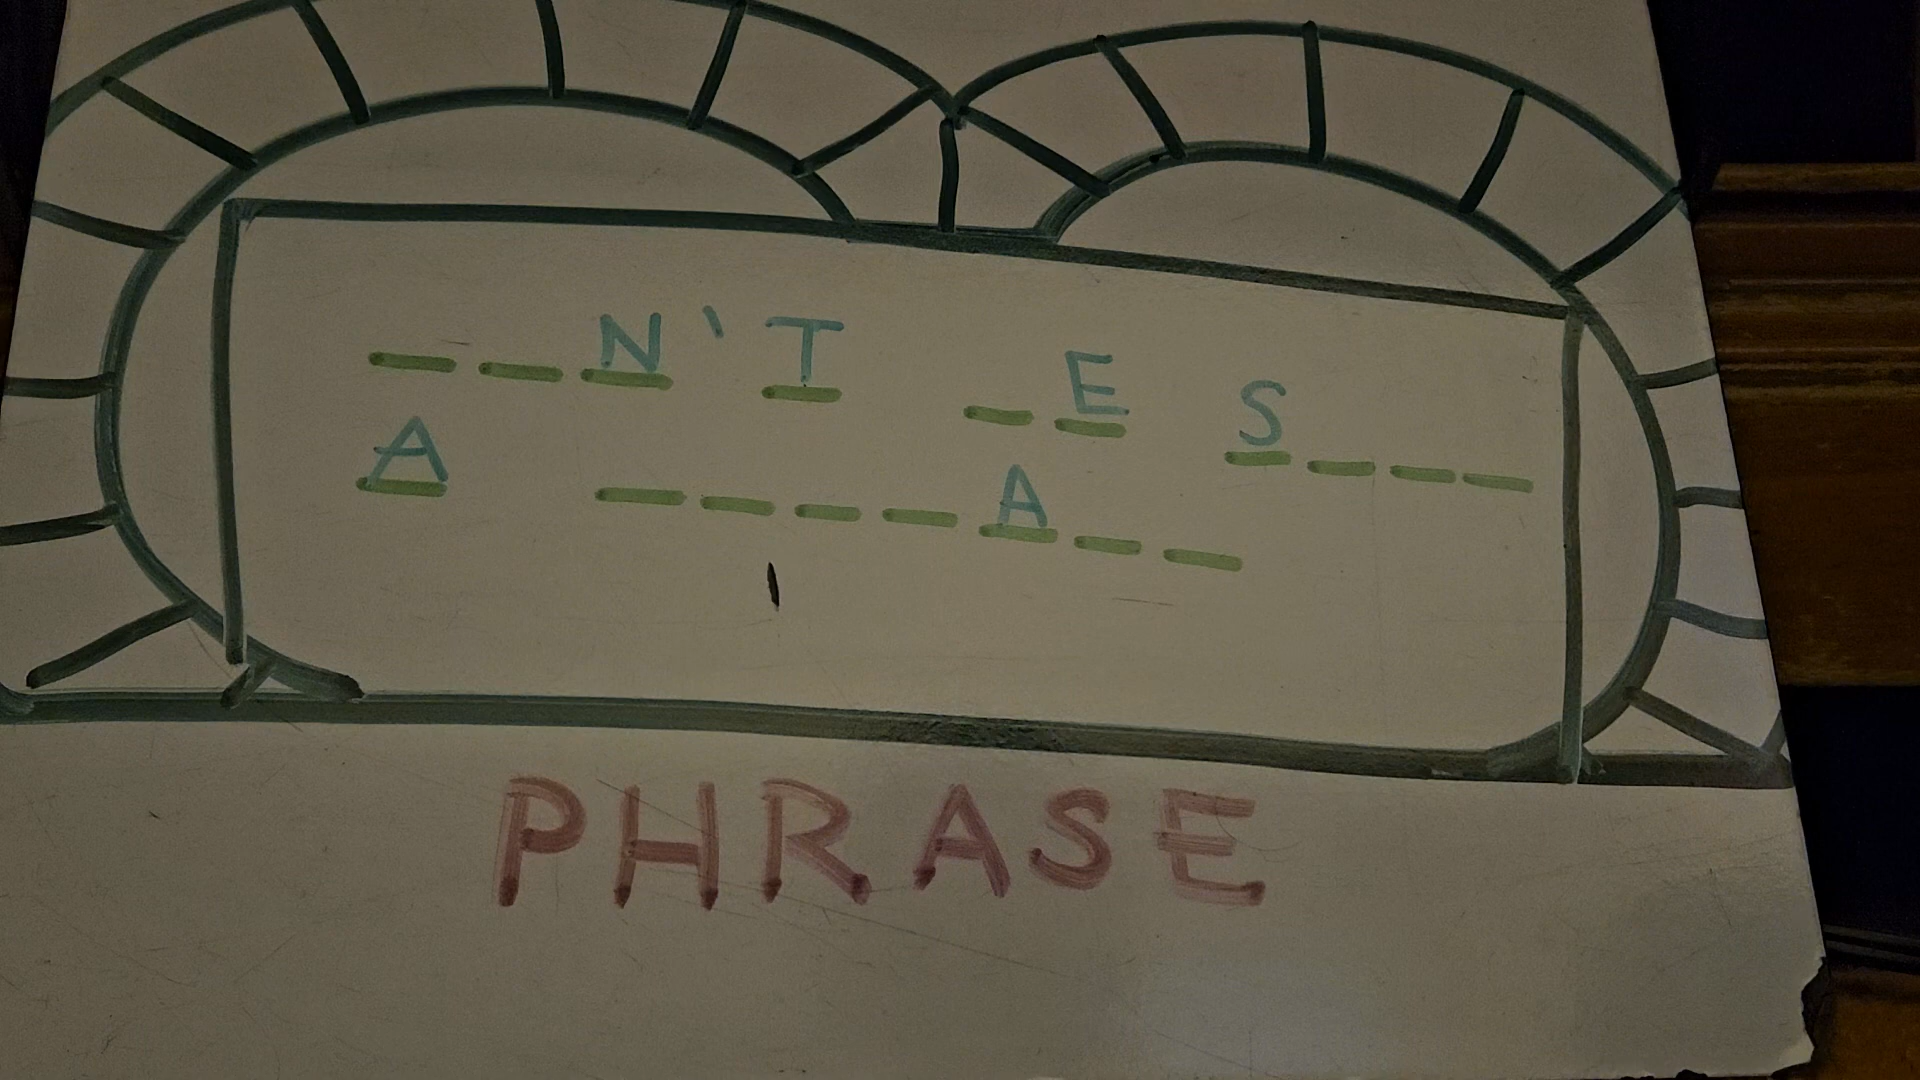 _ _ N'T _ E S _ _ _
A _ _ _ _ A _ _
PHRASE